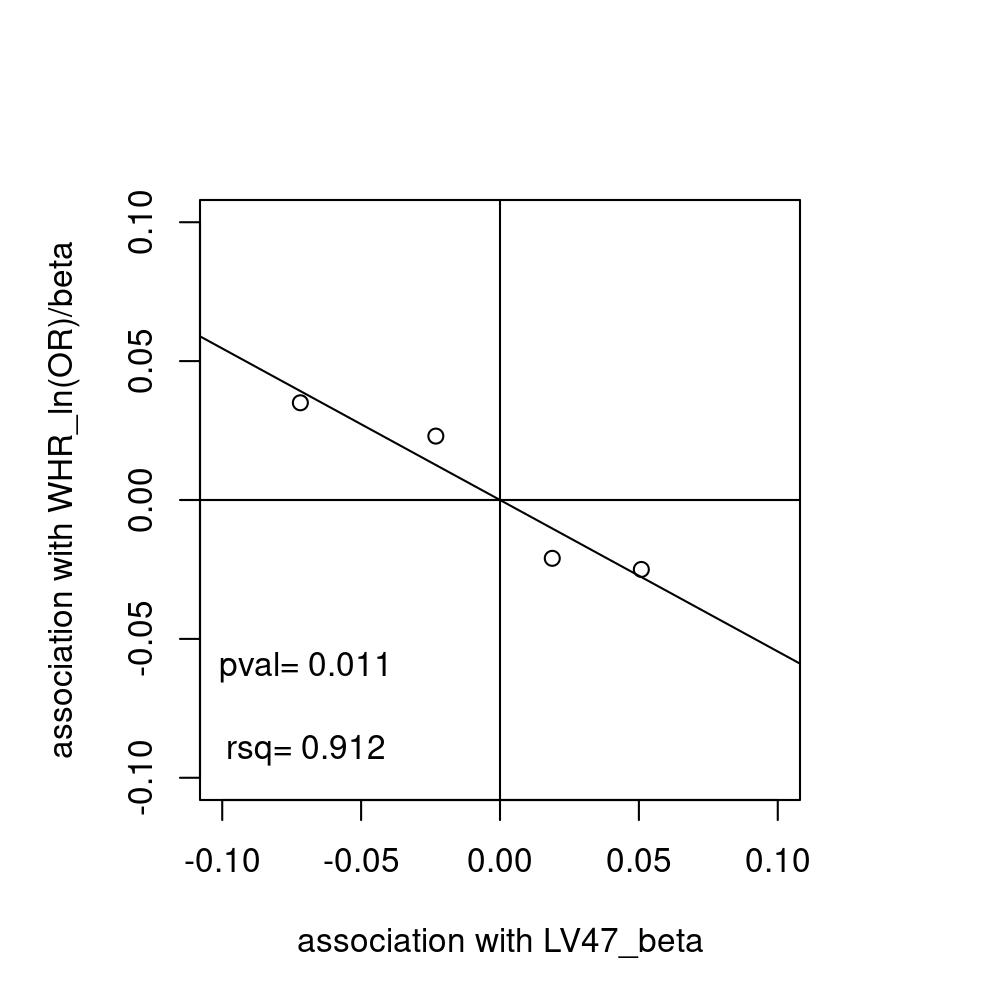 association with WHR_ln(OR)/beta
0.10
0.05
0.00
-0.05
-0.10
pval= 0.011
rsq= 0.912
-0.10 -0.05 0.00 0.05 0.10
association with LV47_beta